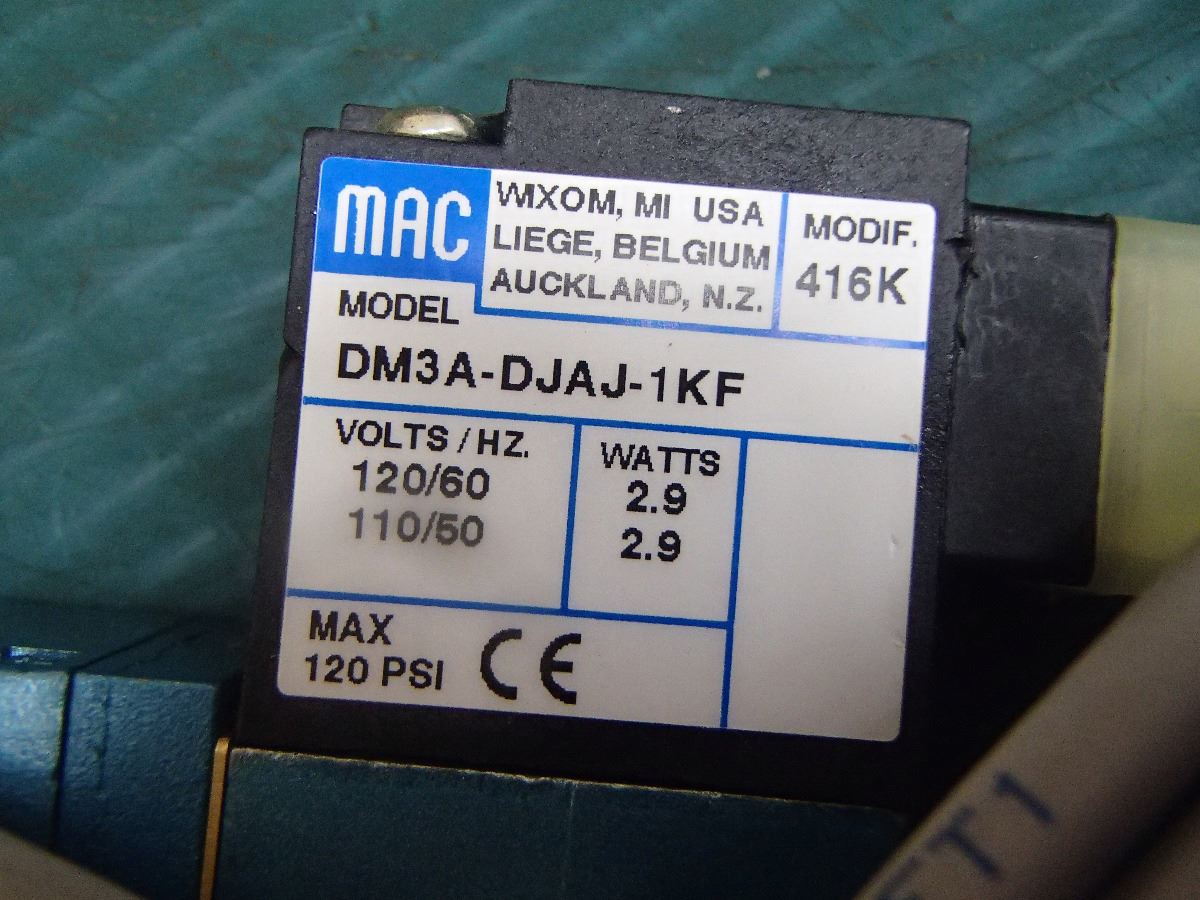 MAC
WIXOM, MI USA
LIEGE, BELGIUM
AUCKLAND, N.Z.
MODIF.
416K
MODEL
DM3A-DJAJ-1KF
VOLTS / HZ.
120/60
110/50
WATTS
2.9
2.9
MAX
120 PSI
CE
T1